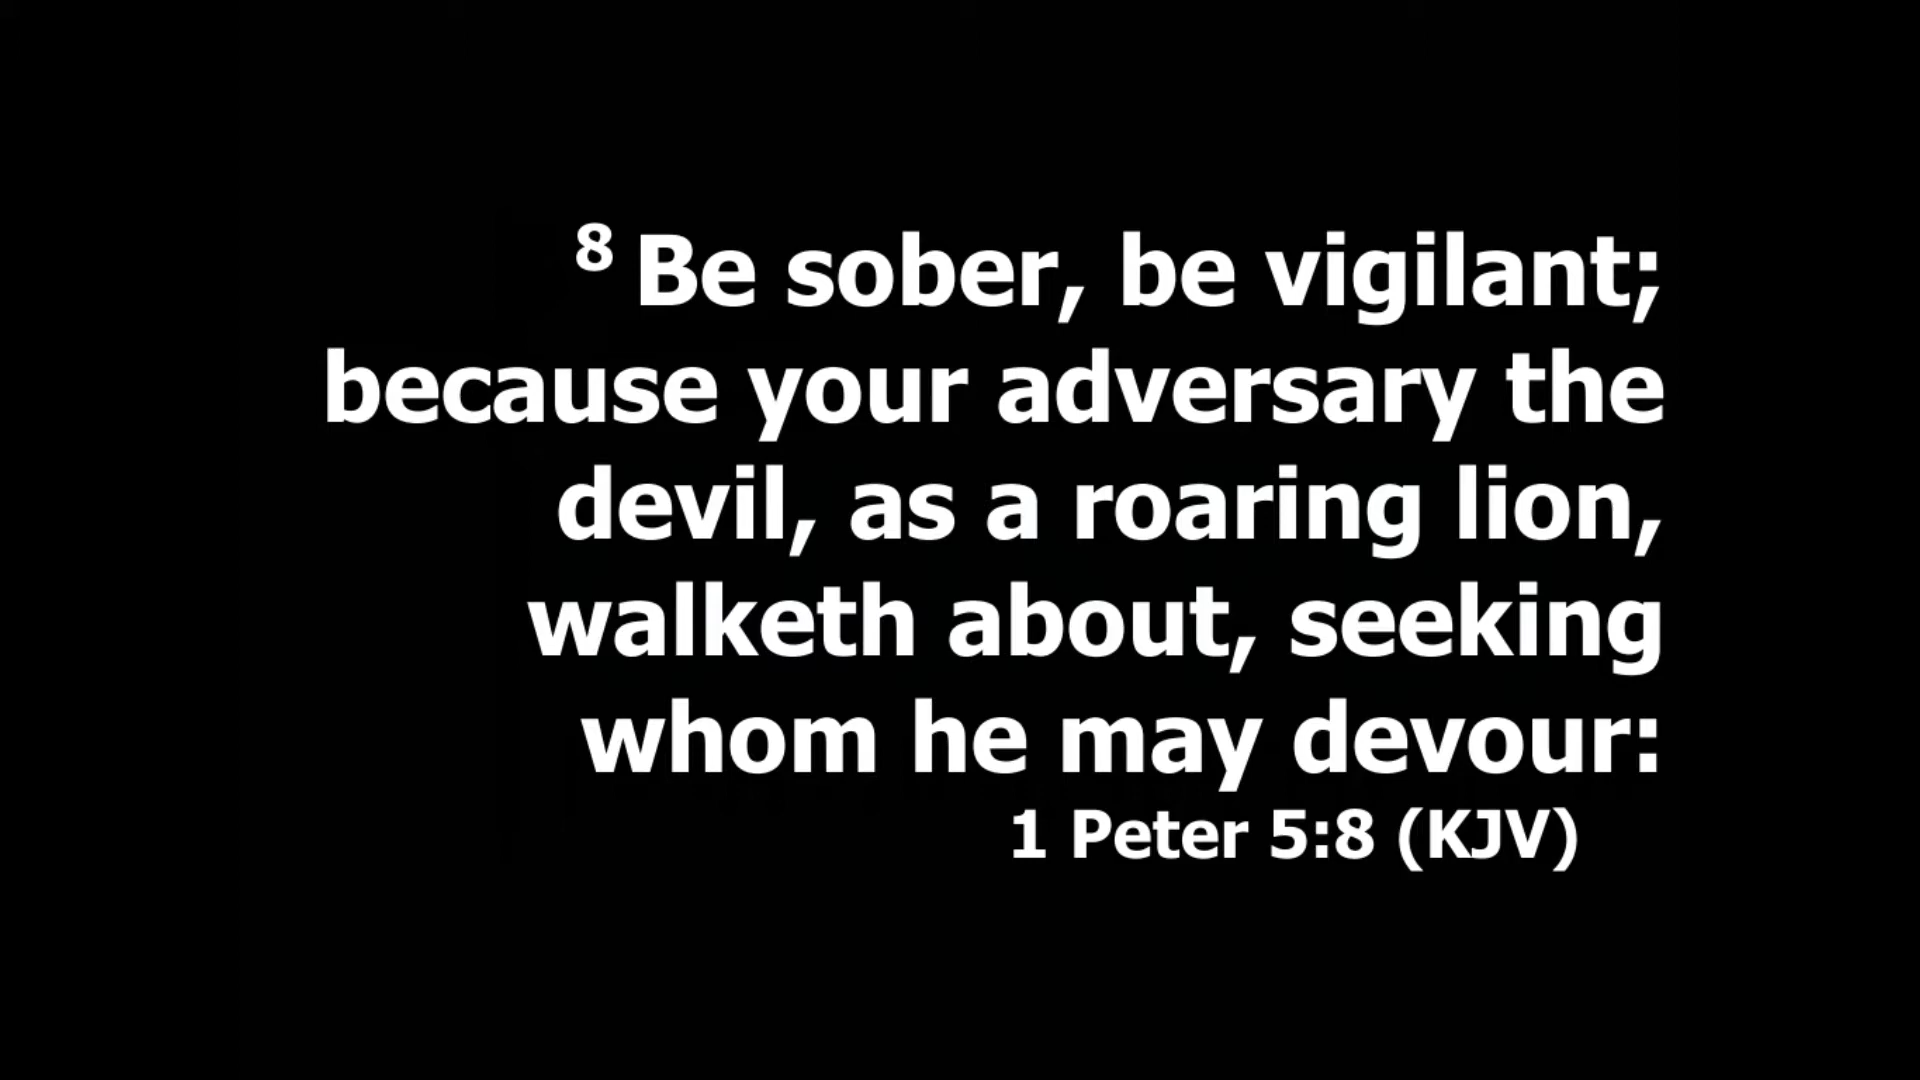 8 Be sober, be vigilant;
because your adversary the
devil, as a roaring lion,
walketh about, seeking
whom he may devour:
1 Peter 5:8 (KJV)